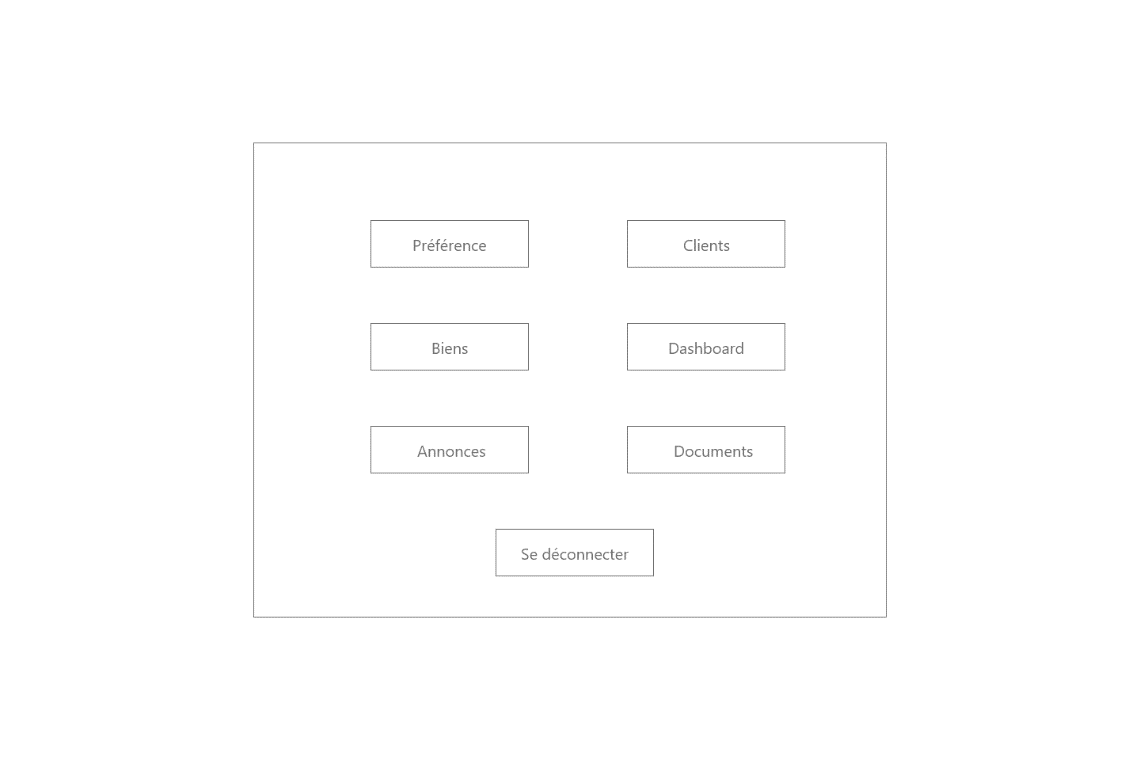 Préférence
Clients
Biens
Dashboard
Annonces
Documents
Se déconnecter